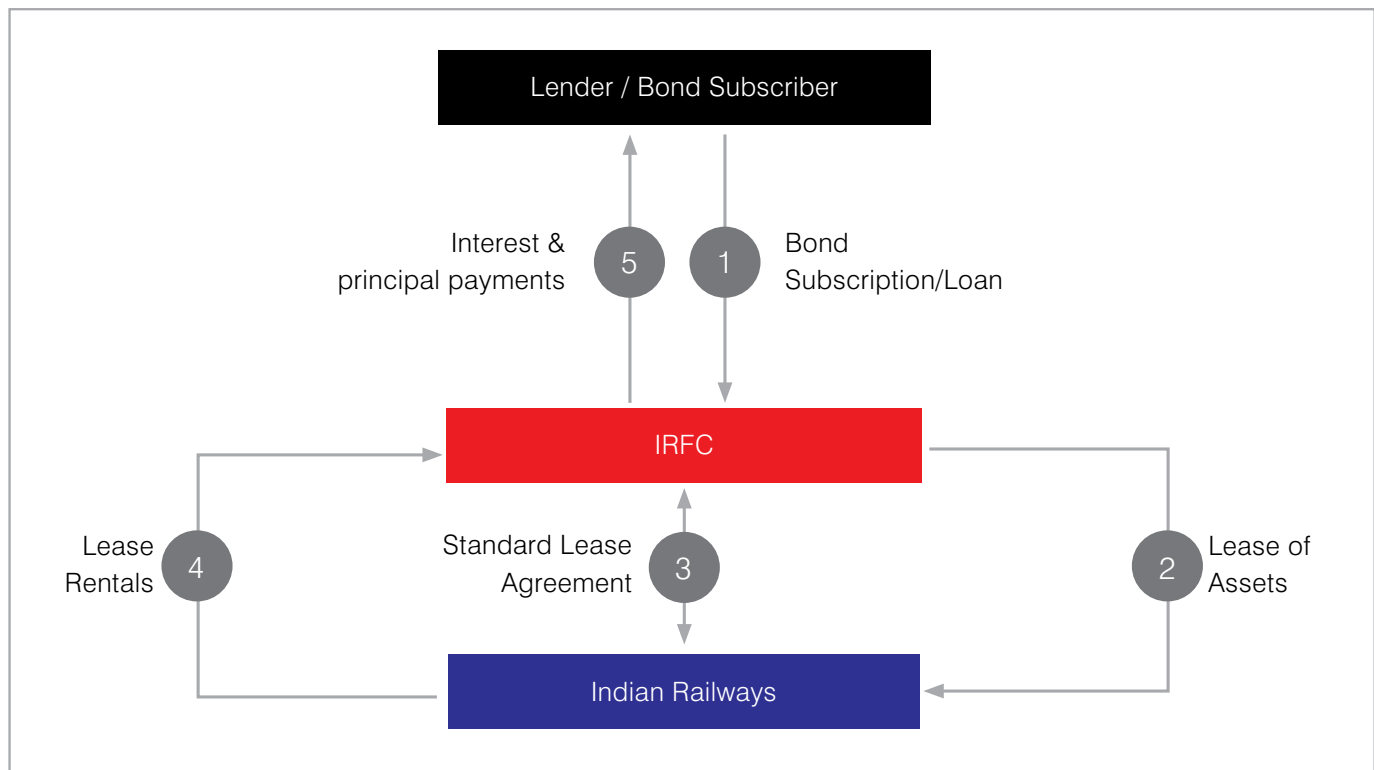 Lender / Bond Subscriber
Interest &
principal payments
5
1
Bond
Subscription/Loan
IRFC
Lease
Rentals
4
Standard Lease
Agreement
3
2
Lease of
Assets
Indian Railways